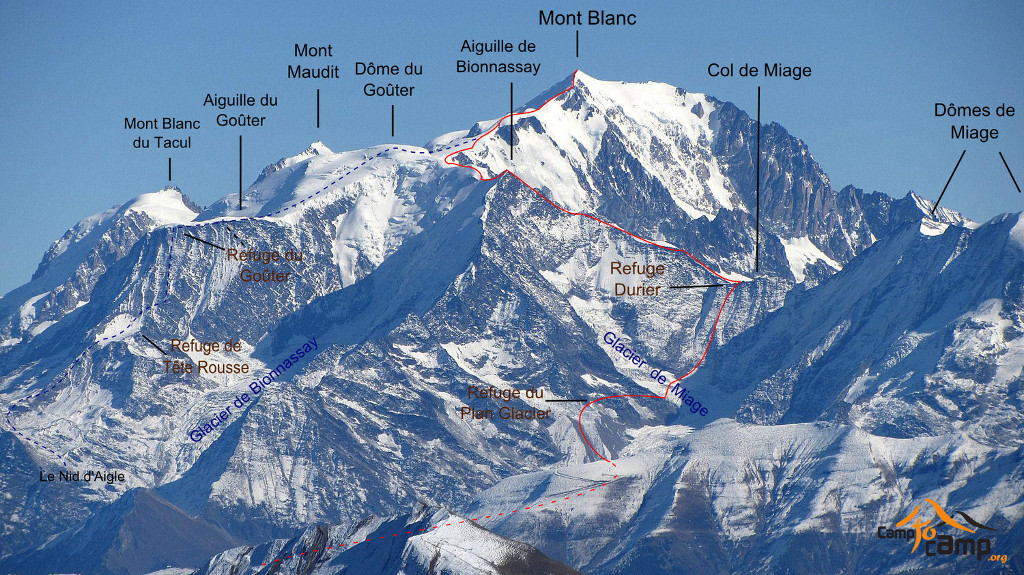 Mont Blanc
Mont
Maudit
Aiguille de
Bionnassay
Dôme du
Goûter
Col de Miage
Aiguille du
Goûter
Dômes de
Miage
Mont Blanc
du Tacul
Refuge du
Goûter
Refuge
Durier
Refuge de
Tête Rousse
Glacier de Bionnassay
Glacier de Miage
Refuge du
Plan Glacier
Le Nid d'Aigle
Camp to
camp
.org